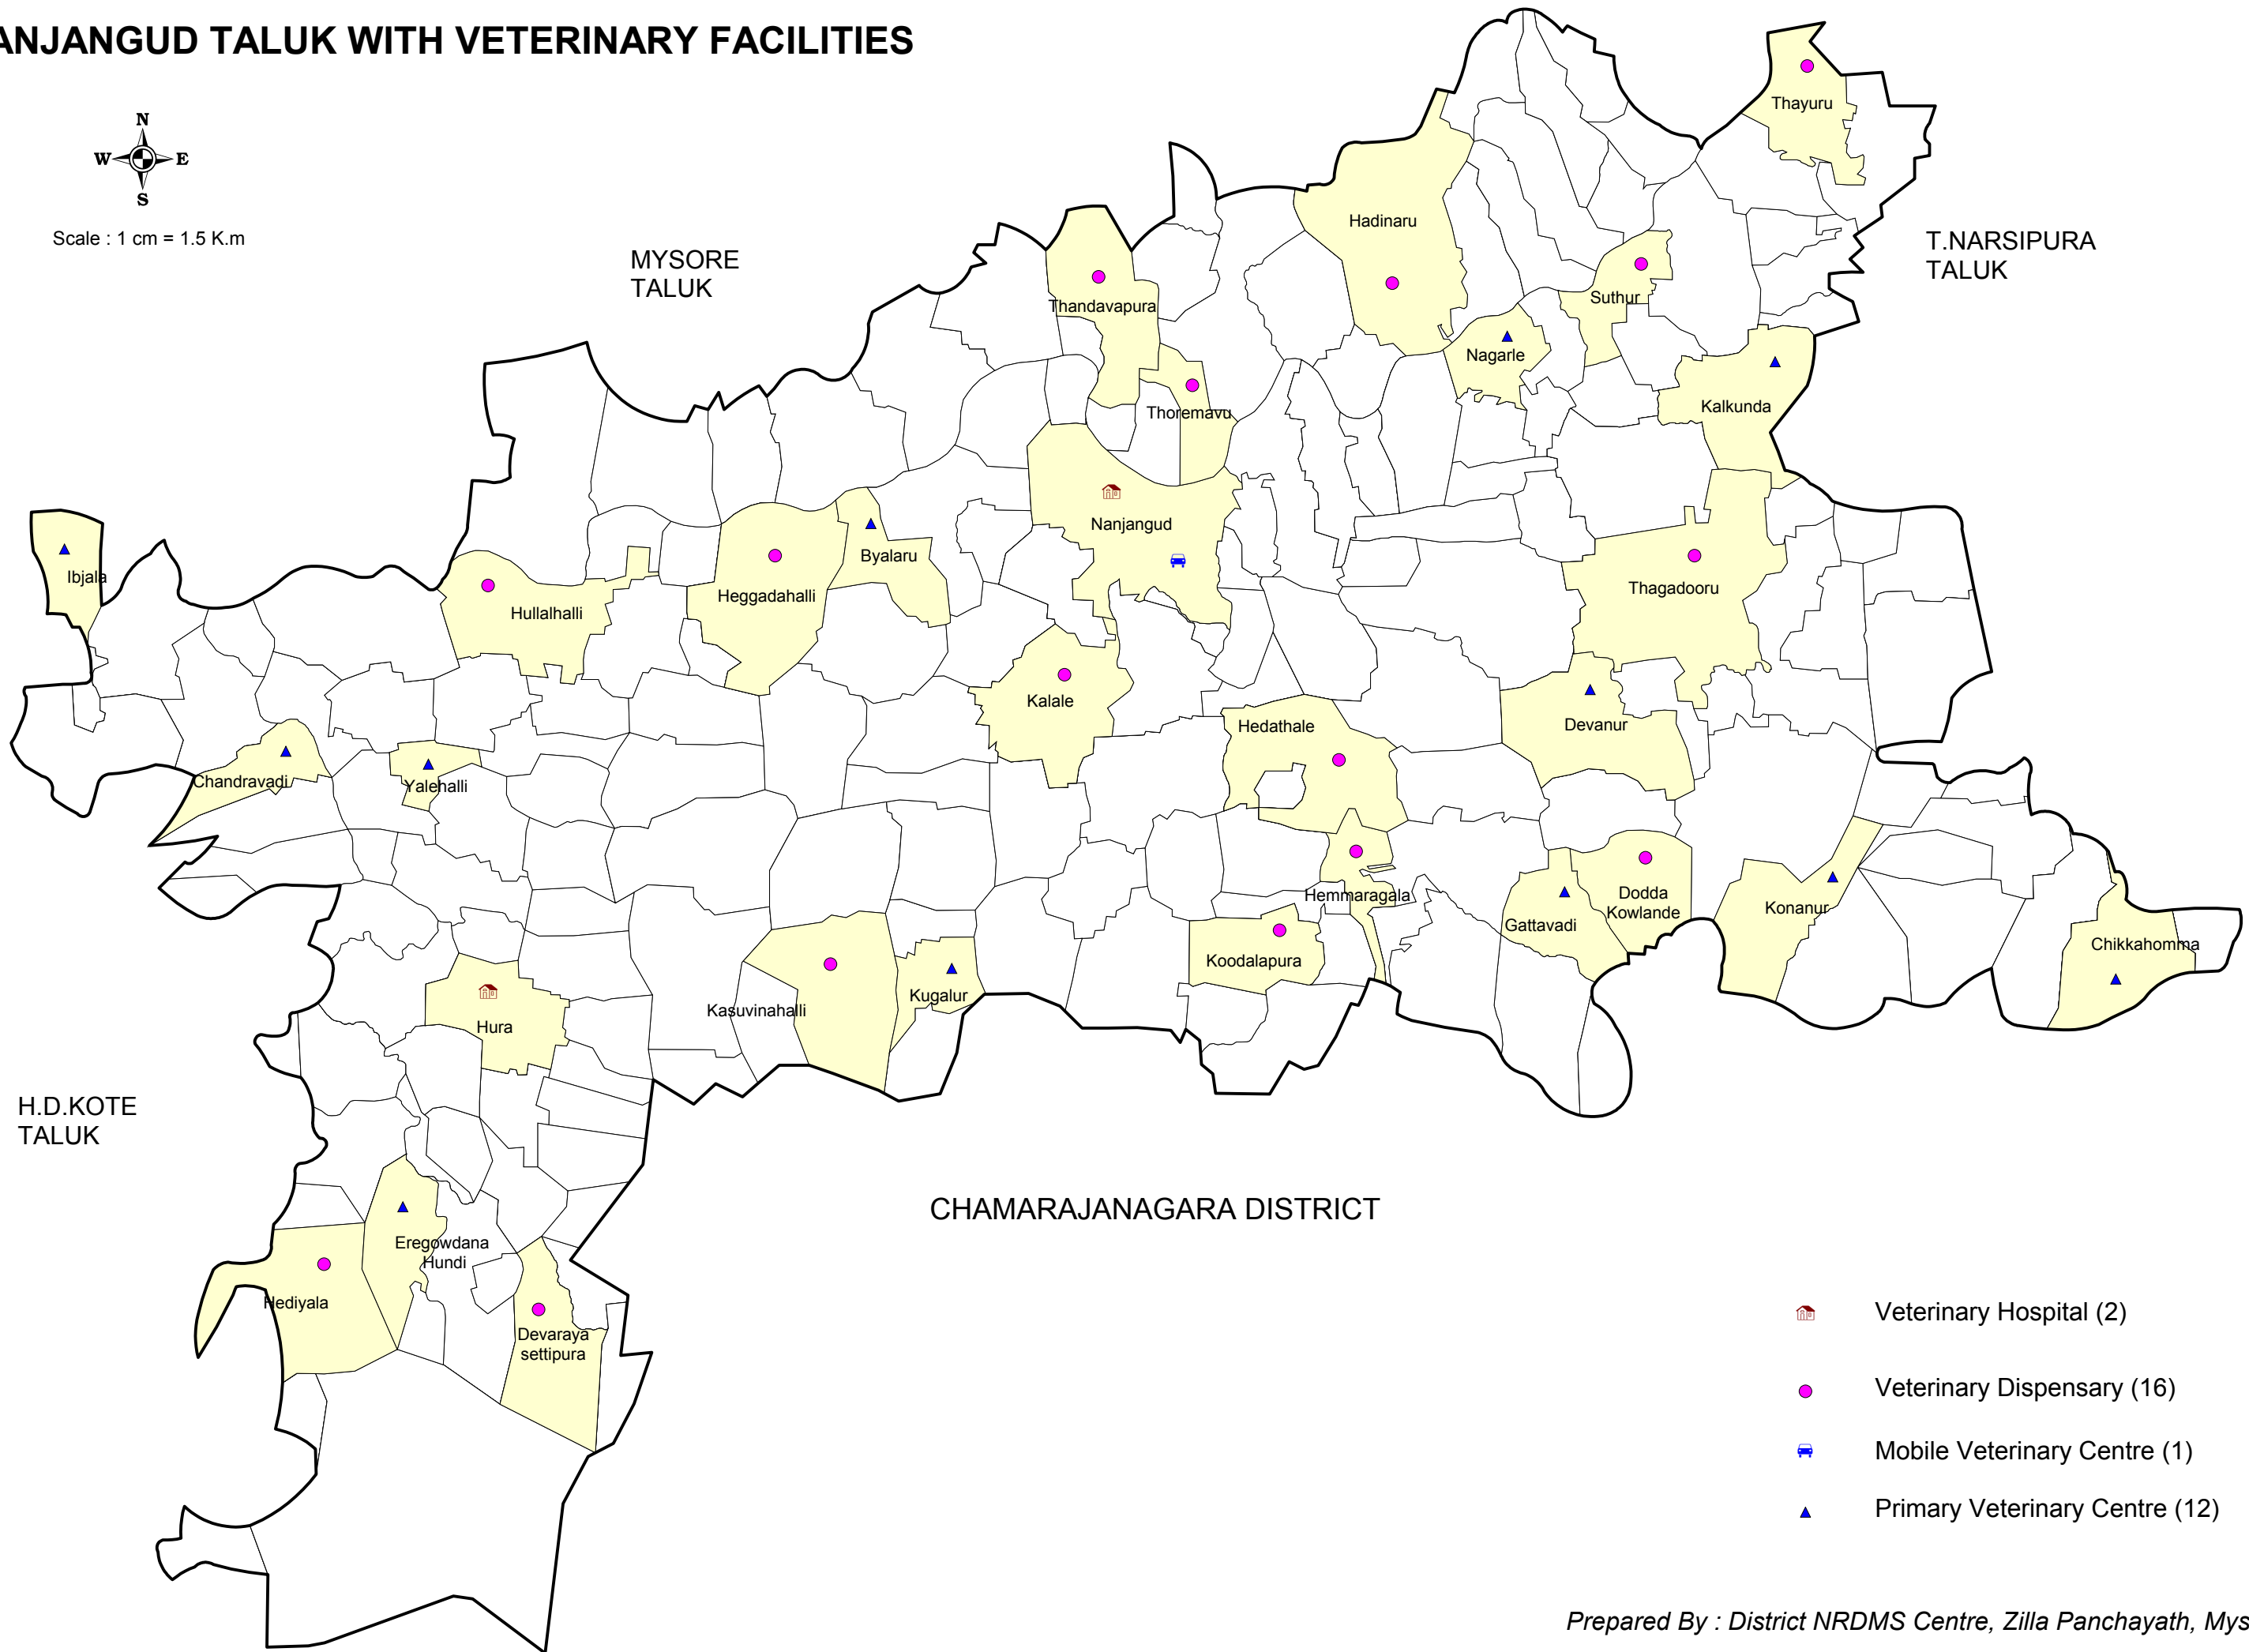 ANJANGUD TALUK WITH VETERINARY FACILITIES
N
W E
S
Scale : 1 cm = 1.5 K.m
MYSORE
TALUK
T.NARSIPURA
TALUK
H.D.KOTE
TALUK
CHAMARAJANAGARA DISTRICT
Thayuru
Hadinaru
Thandavapura
Suthur
Nagarle
Thoremavu
Kalkunda
Nanjangud
Byalaru
Ibjala
Heggadahalli
Hullalhalli
Thagadooru
Kalale
Hedathale
Devanur
Chandravadi
Yalehalli
Hemmaragala
Dodda
Kowlande
Gattavadi
Konanur
Chikkahomma
Koodalapura
Kugalur
Kasuvinahalli
Hura
Eregowdana
Hundi
Hediyala
Devaraya
settipura
Veterinary Hospital (2)
Veterinary Dispensary (16)
Mobile Veterinary Centre (1)
Primary Veterinary Centre (12)
Prepared By : District NRDMS Centre, Zilla Panchayath, Mys